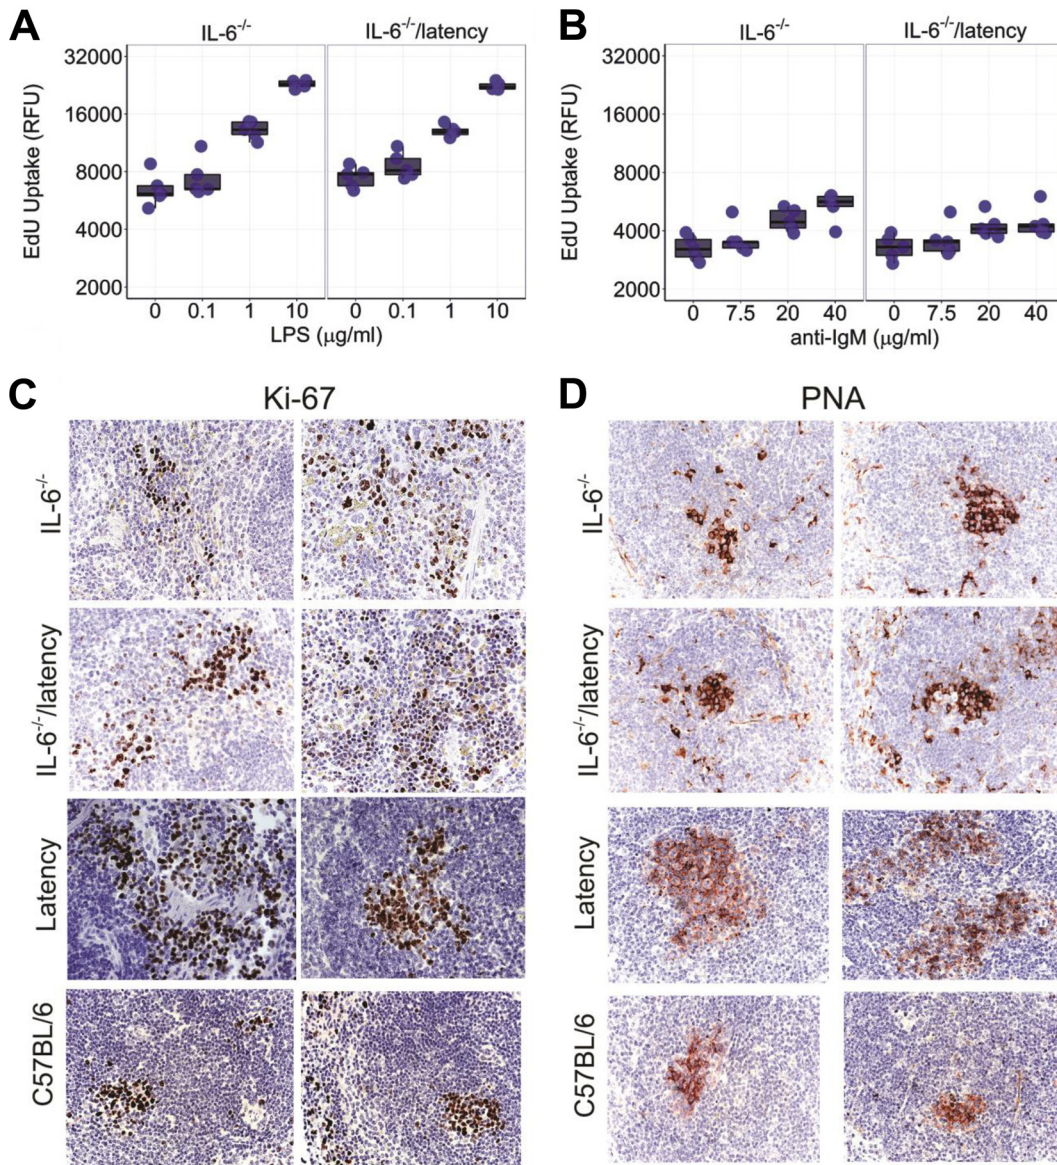 A
IL-6-/-
IL-6-/-/latency
EdU Uptake (RFU)
32000
16000
8000
4000
2000
0 0.1 1 10 0 0.1 1 10
LPS (µg/ml)
B
IL-6-/-
IL-6-/-/latency
EdU Uptake (RFU)
32000
16000
8000
4000
2000
0 7.5 20 40 0 7.5 20 40
anti-IgM (µg/ml)
C
Ki-67
IL-6-/-
IL-6-/-/latency
Latency
C57BL/6
D
PNA
IL-6-/-
IL-6-/-/latency
Latency
C57BL/6